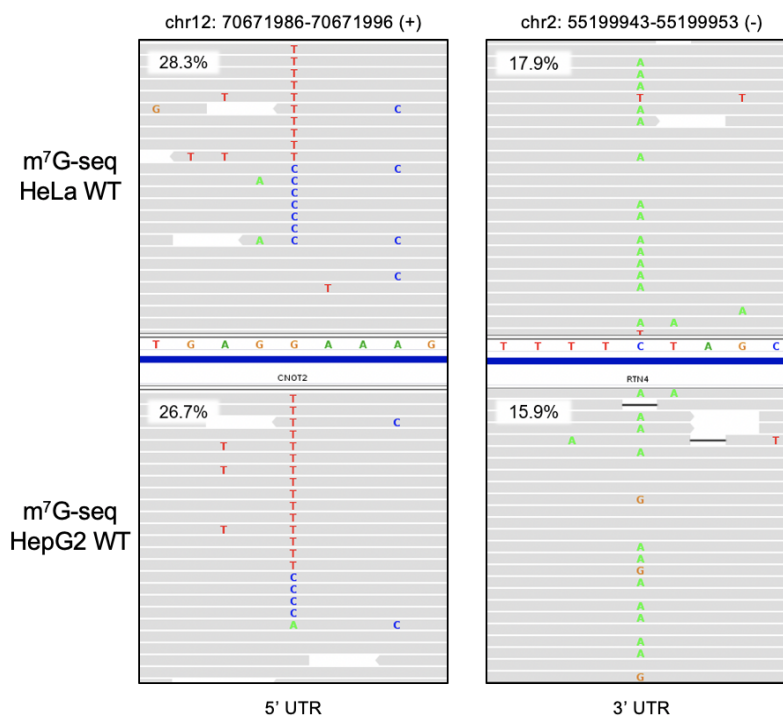 chr12: 70671986-70671996 (+)
chr2: 55199943-55199953 (-)
m⁷G-seq
HeLa WT
28.3%
T
T
T
T
T T
G T C
T
T
T
T T T
C C
A C
C
C
C
C
A C C
C
T
T G A G G A A A G
CNOT2
17.9%
A
A
A
T T
A
A
A
A
A
A
A
A
A
A
A
A A
T
T T T T C T A G C
RTN4
m⁷G-seq
HepG2 WT
26.7%
T
T
T C
T
T T
T
T T
T
T
T
T
T T
T
T
T
C
C
C
C
A C
15.9%
A A
A
A
A T
A
G
A
A
G
A
A
A
A
A
G
5’ UTR
3’ UTR